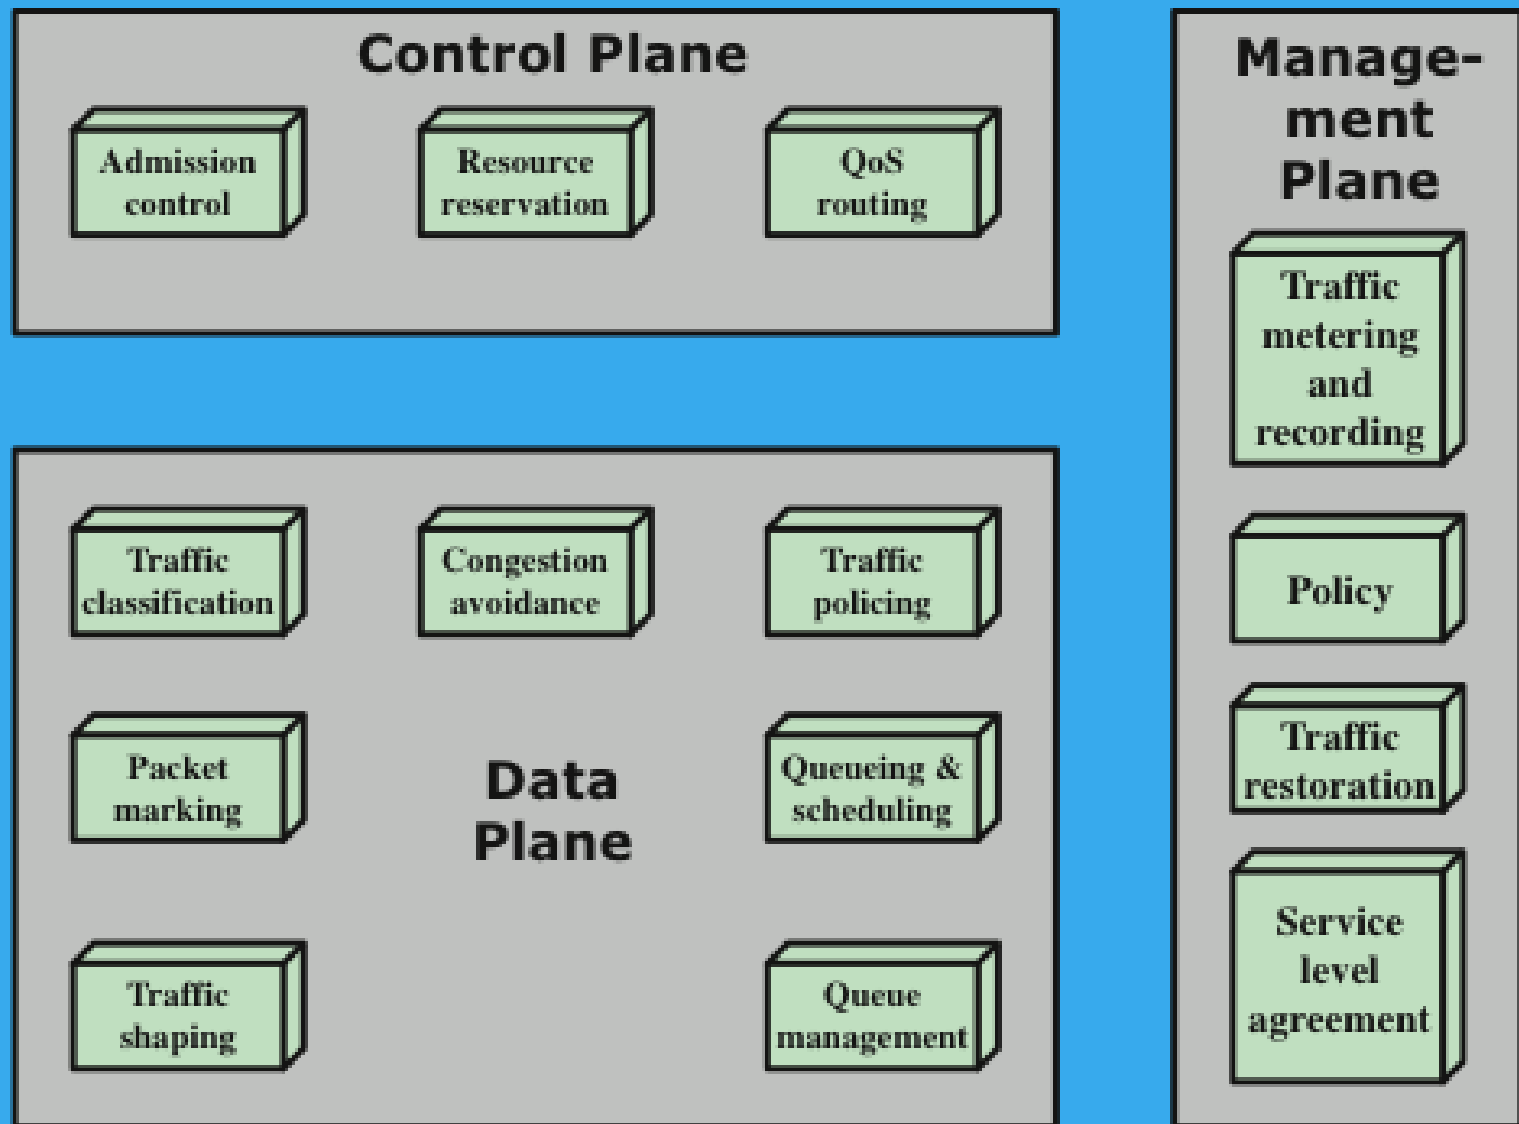 Control Plane
Admission
control
Resource
reservation
QoS
routing
Traffic
classification
Congestion
avoidance
Traffic
policing
Packet
marking
Data
Plane
Queueing &
scheduling
Traffic
shaping
Queue
management
Manage-
ment
Plane
Traffic
metering
and
recording
Policy
Traffic
restoration
Service
level
agreement